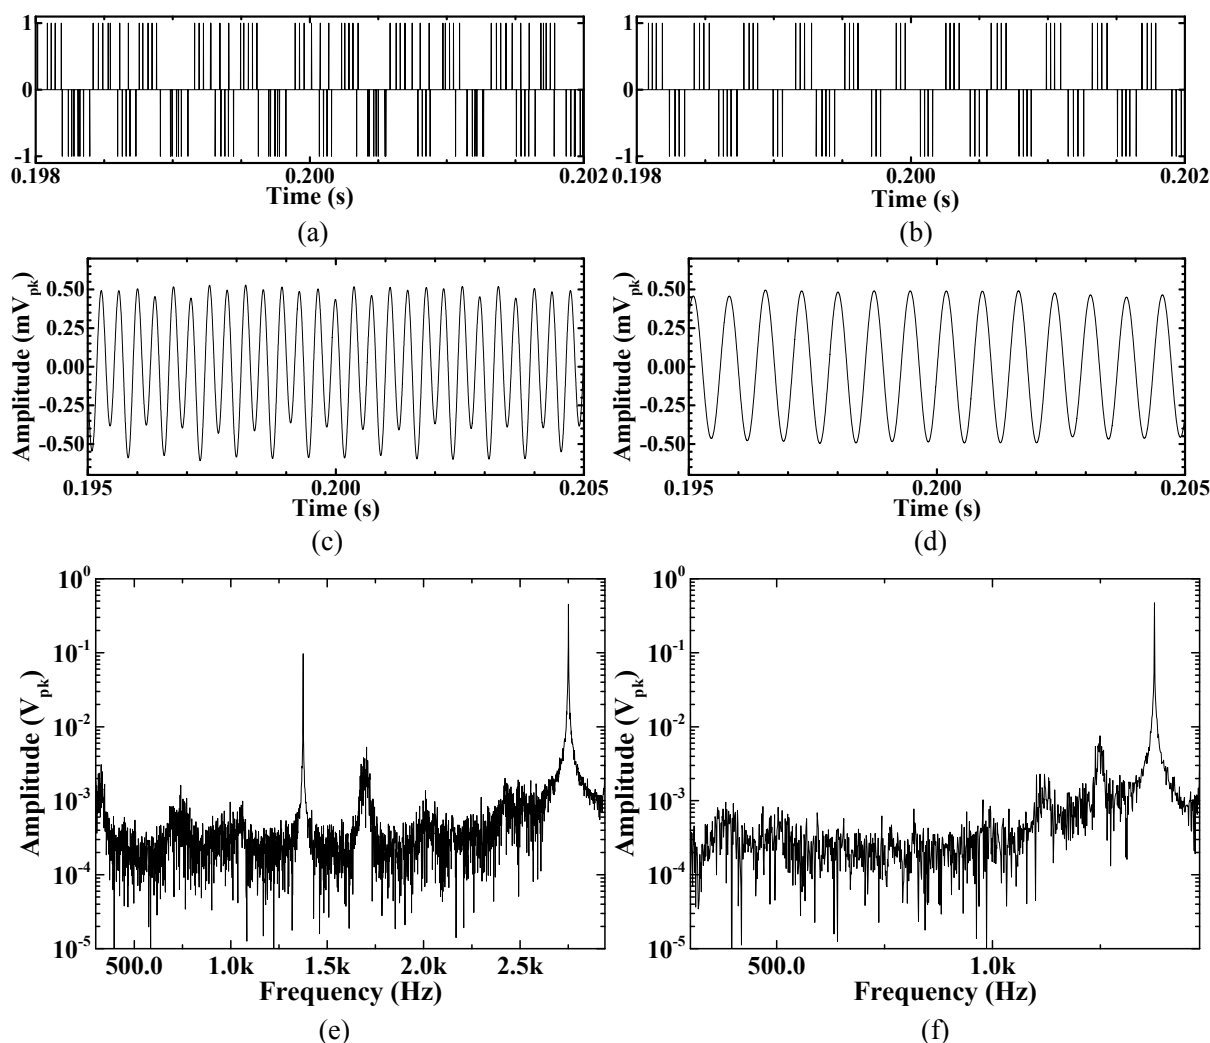 1
0
-1
0.198 0.200 0.202
Time (s)
(a)
1
0
-1
0.198 0.200 0.202
Time (s)
(b)
Amplitude (mVpk)
0.50
0.25
0.00
-0.25
-0.50
0.195 0.200 0.205
Time (s)
(c)
Amplitude (mVpk)
0.50
0.25
0.00
-0.25
-0.50
0.195 0.200 0.205
Time (s)
(d)
Amplitude (Vpk)
10^0
10^-1
10^-2
10^-3
10^-4
10^-5
500.0 1.0k 1.5k 2.0k 2.5k
Frequency (Hz)
(e)
Amplitude (Vpk)
10^0
10^-1
10^-2
10^-3
10^-4
10^-5
500.0 1.0k
Frequency (Hz)
(f)